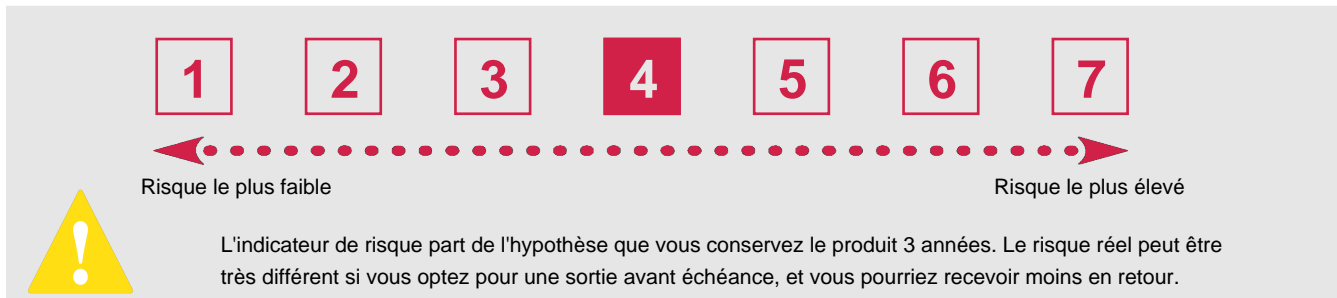 1 2 3 4 5 6 7
Risque le plus faible Risque le plus élevé
!
L'indicateur de risque part de l'hypothèse que vous conservez le produit 3 années. Le risque réel peut être
très différent si vous optez pour une sortie avant échéance, et vous pourriez recevoir moins en retour.